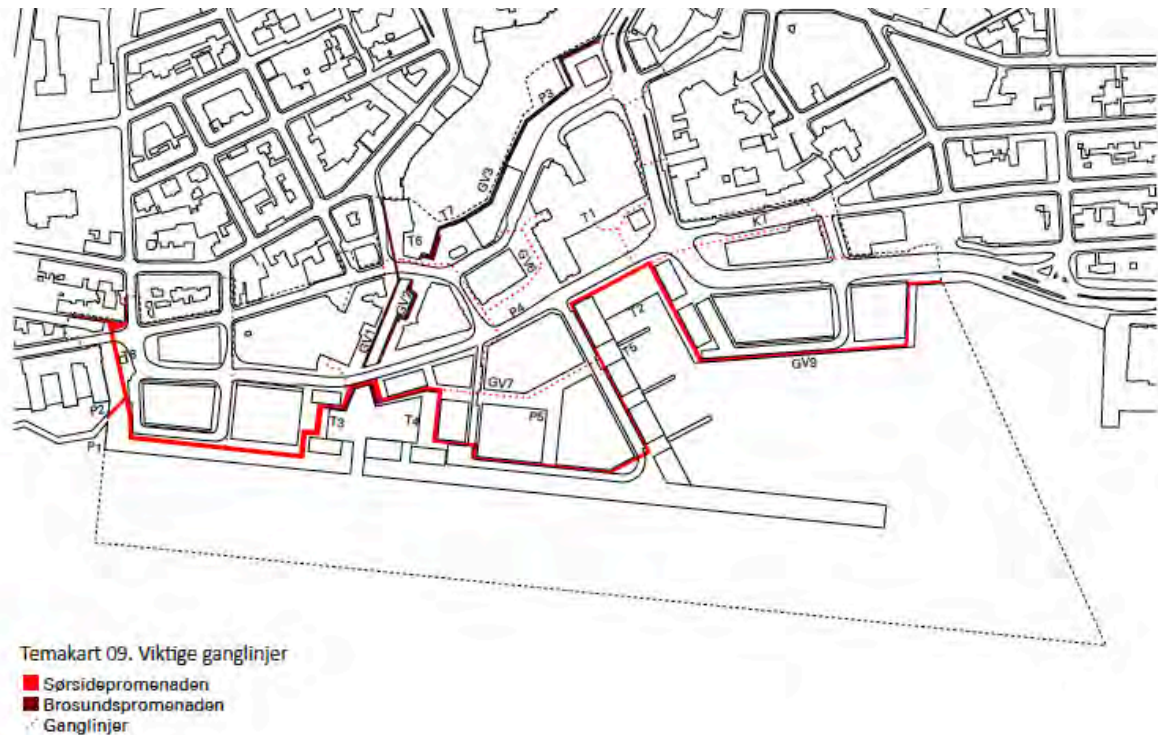 P3
GV3
T7
T6
T1
K1
GV6
P4
T2
T5
GV1
GV9
GV7
P2
T3
T4
P5
P1
Temakart 09. Viktige ganglinjer
Sørsidepromenaden
Brosundspromenaden
Ganglinjer